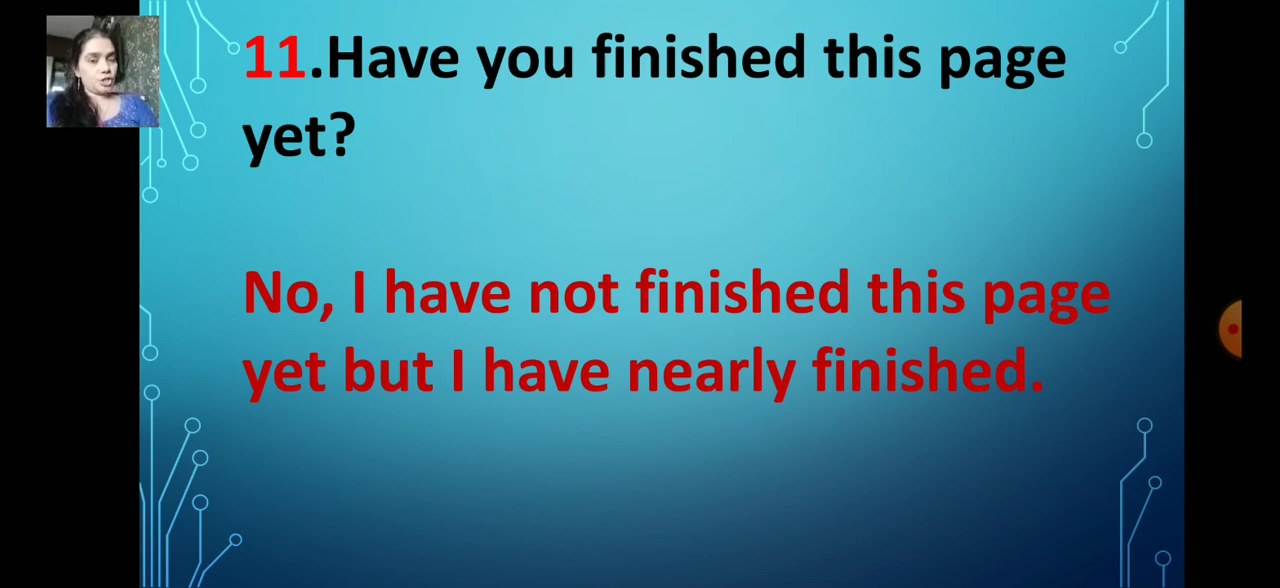 11.Have you finished this page
yet?
No, I have not finished this page
yet but I have nearly finished.